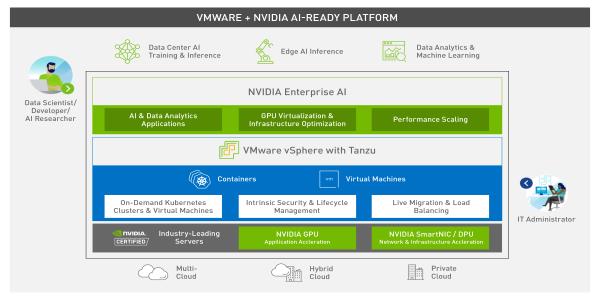 VMWARE + NVIDIA AI-READY PLATFORM
Data Center AI
Training & Inference
Edge AI Inference
Data Analytics &
Machine Learning
Data Scientist/
Developer/
AI Researcher
NVIDIA Enterprise AI
AI & Data Analytics
Applications
GPU Virtualization &
Infrastructure Optimization
Performance Scaling
VMware vSphere with Tanzu
Containers
Virtual Machines
On-Demand Kubernetes
Clusters & Virtual Machines
Intrinsic Security & Lifecycle
Management
Live Migration & Load
Balancing
IT Administrator
NVIDIA
CERTIFIED
Industry-Leading
Servers
NVIDIA GPU
Application Accleration
NVIDIA SmartNIC / DPU
Network & Infrastructure Accleration
Multi-
Cloud
Hybrid
Cloud
Private
Cloud